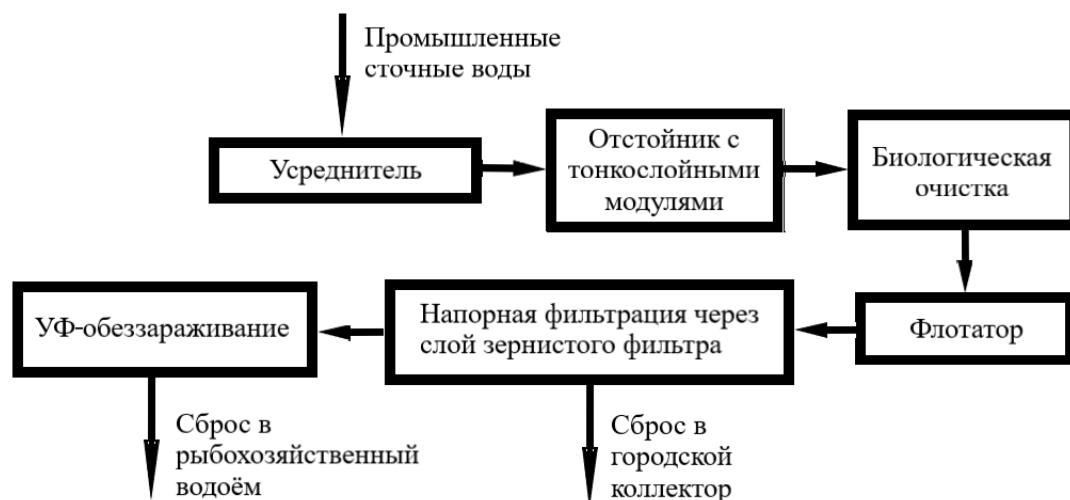 Промышленные
сточные воды
Усреднитель
Отстойник с
тонкослойными
модулями
Биологическая
очистка
Флотатор
Напорная фильтрация через
слой зернистого фильтра
УФ-обеззараживание
Сброс в
рыбохозяйственный
водоём
Сброс в
городской
коллектор